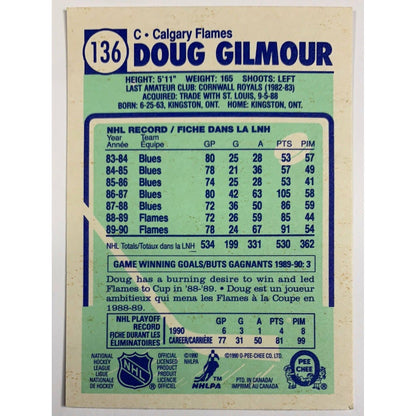 136
C • Calgary Flames
DOUG GILMOUR
HEIGHT: 5'11" WEIGHT: 165 SHOOTS: LEFT
LAST AMATEUR CLUB: CORNWALL ROYALS (1982-83)
ACQUIRED: TRADE WITH ST. LOUIS, 9-5-88
BORN: 6-25-63, KINGSTON, ONT. HOME: KINGSTON, ONT.
NHL RECORD / FICHE DANS LA LNH
Year Team GP G A PTS PIM
Année Équipe
83-84 Blues 80 25 28 53 57
84-85 Blues 78 21 36 57 49
85-86 Blues 74 25 28 53 41
86-87 Blues 80 42 63 105 58
87-88 Blues 72 36 50 86 59
88-89 Flames 72 26 59 85 44
89-90 Flames 78 24 67 91 54
NHL Totals/Totaux dans la LNH 534 199 331 530 362
GAME WINNING GOALS/BUTS GAGNANTS 1989-90: 3
Doug has a burning desire to win and led
Flames to Cup in '88-'89. • Doug est un joueur
ambitieux qui mena les Flames à la Coupe en
1988-89.
NHL PLAYOFF RECORD GP G A PTS PIM
FICHE DURANT LES ÉLIMINATOIRES
1990 6 3 1 4 8
CAREER/CARRIÈRE 77 31 50 81 99
NATIONAL HOCKEY LEAGUE
NHL
OFFICIAL LICENSED PRODUCT
©1990 NHLPA
NHLPA
©1990 O-PEE-CHEE CO. LTD.
PTD. IN CANADA/
IMPRIMÉ AU CANADA
O PEE CHEE